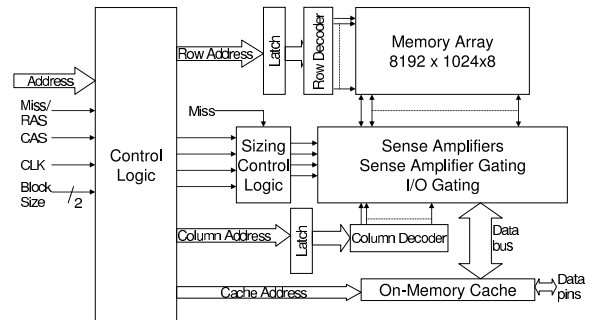 Address
Miss/
RAS
CAS
CLK
Block
Size
2
Control
Logic
Row Address
Latch
Row Decoder
Memory Array
8192 x 1024x8
Miss
Sizing
Control
Logic
Sense Amplifiers
Sense Amplifier Gating
I/O Gating
Column Address
Latch
Column Decoder
Data
bus
Cache Address
On-Memory Cache
Data
pins